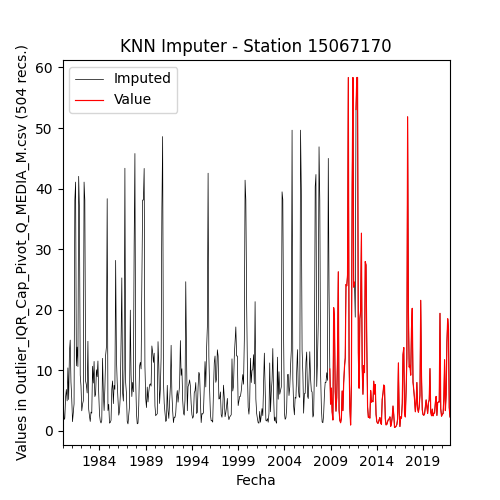 KNN Imputer - Station 15067170
Values in Outlier_IQR_Cap_Pivot_Q_MEDIA_M.csv (504 recs.)
60
50
40
30
20
10
0
Imputed
Value
1984 1989 1994 1999 2004 2009 2014 2019
Fecha